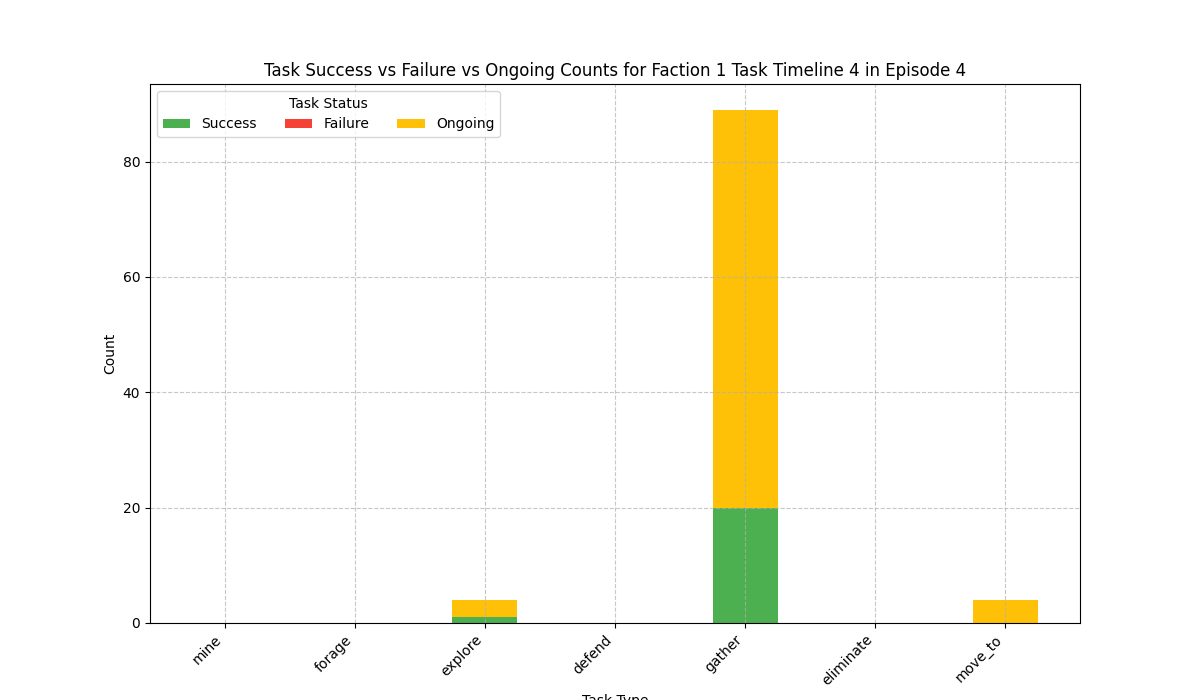 Task Success vs Failure vs Ongoing Counts for Faction 1 Task Timeline 4 in Episode 4
Task Status
Success Failure Ongoing
80
60
40
20
0
Count
mine forage explore defend gather eliminate move_to
Task Type